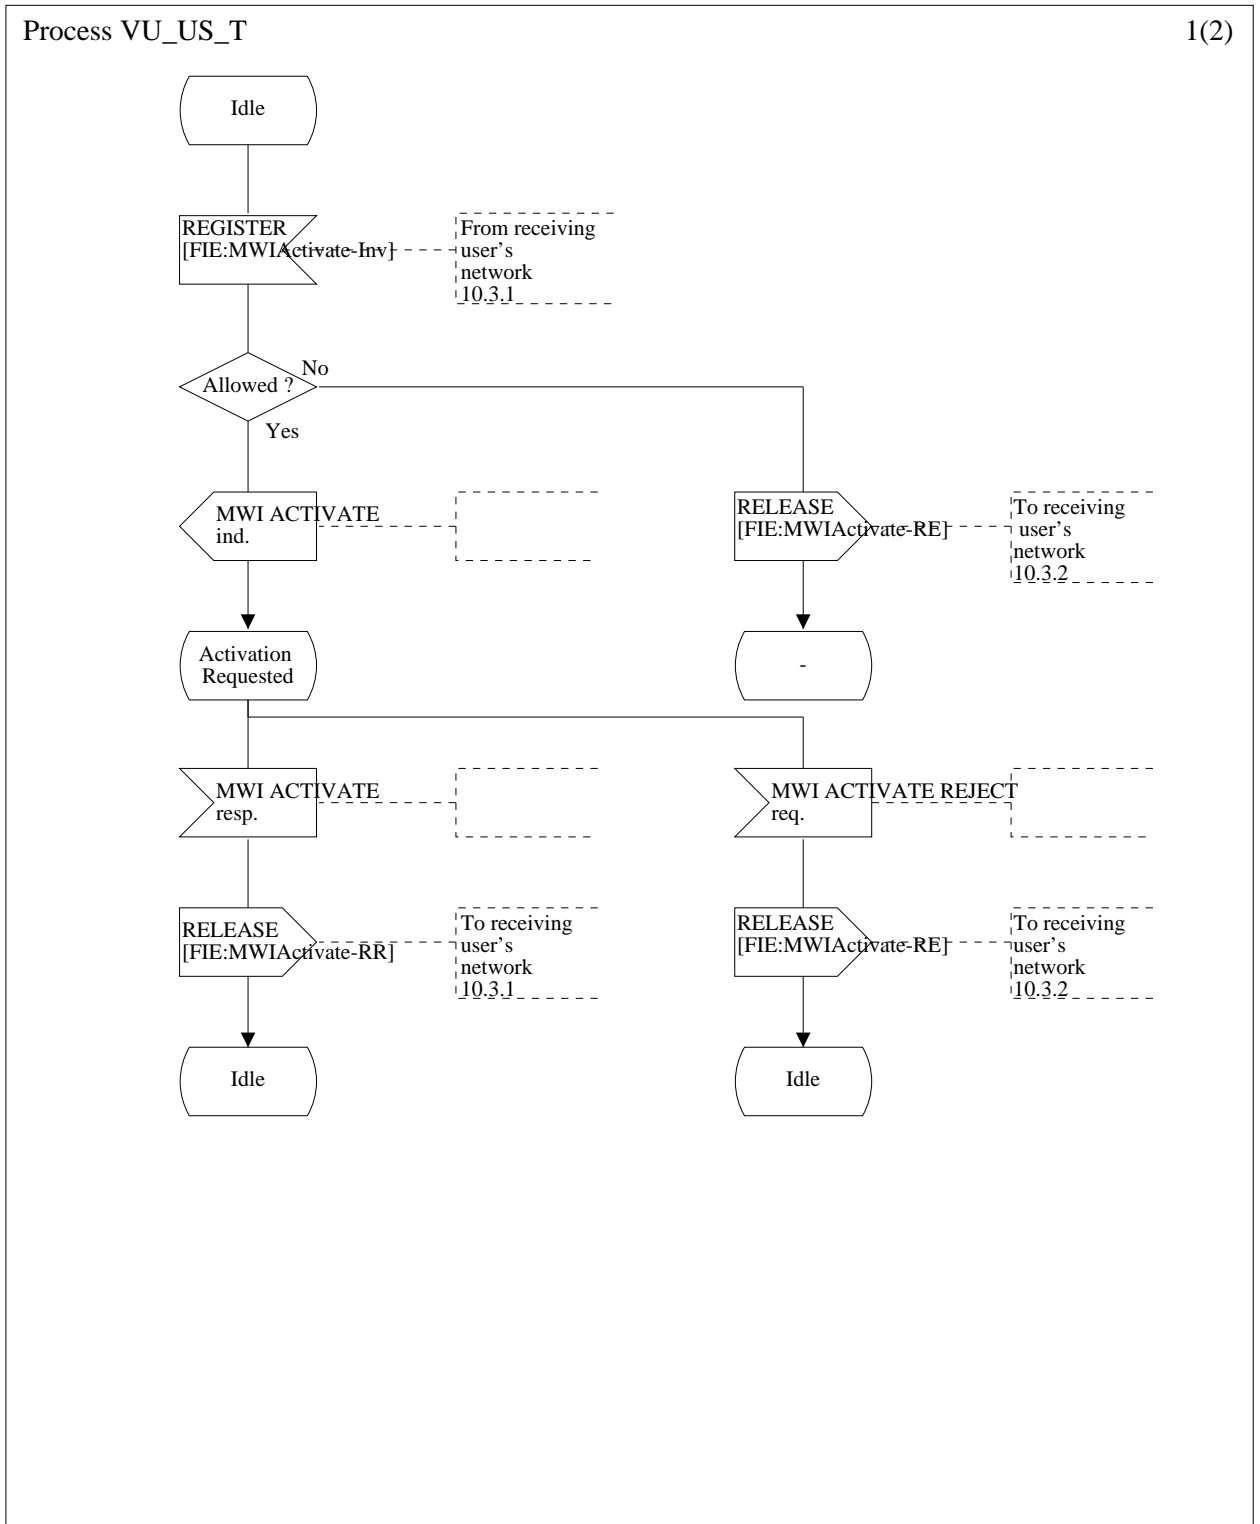 Process VU_US_T
1(2)
Idle
REGISTER
[FIE:MWIActivate-Inv]
From receiving
user's
network
10.3.1
Allowed ?
No
Yes
MWI ACTIVATE
ind.
RELEASE
[FIE:MWIActivate-RE]
To receiving
user's
network
10.3.2
Activation
Requested
-
MWI ACTIVATE
resp.
MWI ACTIVATE REJECT
req.
RELEASE
[FIE:MWIActivate-RR]
To receiving
user's
network
10.3.1
RELEASE
[FIE:MWIActivate-RE]
To receiving
user's
network
10.3.2
Idle
Idle